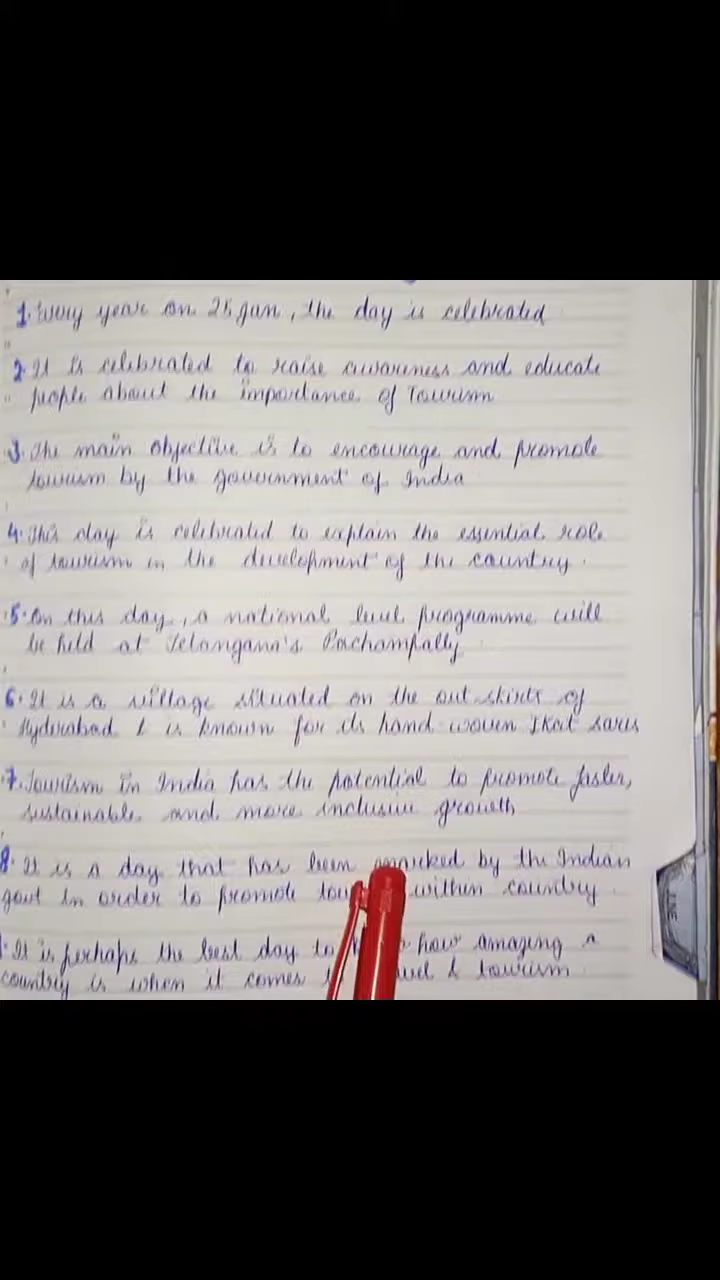 1. Every year on 25 jan, the day is celebrated
2. It is celebrated to raise awareness and educate
people about the importance of Tourism
3. The main objective is to encourage and promote
tourism by the government of India
4. This day is celebrated to explain the essential role
of tourism in the development of the country.
5. On this day, a national level programme will
be held at Telangana's Pochampally
6. It is a village situated on the out-skirts of
Hyderabad & is known for its hand-woven Ikat saris
7. Tourism in India has the potential to promote faster,
sustainable and more inclusive growth
8. It is a day that has been marked by the Indian
govt in order to promote within country.
It is perhaps the best day to how amazing a
country is when it comes & tourism